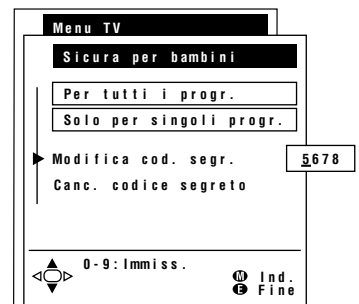 Menu TV
Sicura per bambini
Per tutti i progr.
Solo per singoli progr.
Modifica cod. segr. 5678
Canc. codice segreto
0-9: Immiss.
M Ind.
E Fine